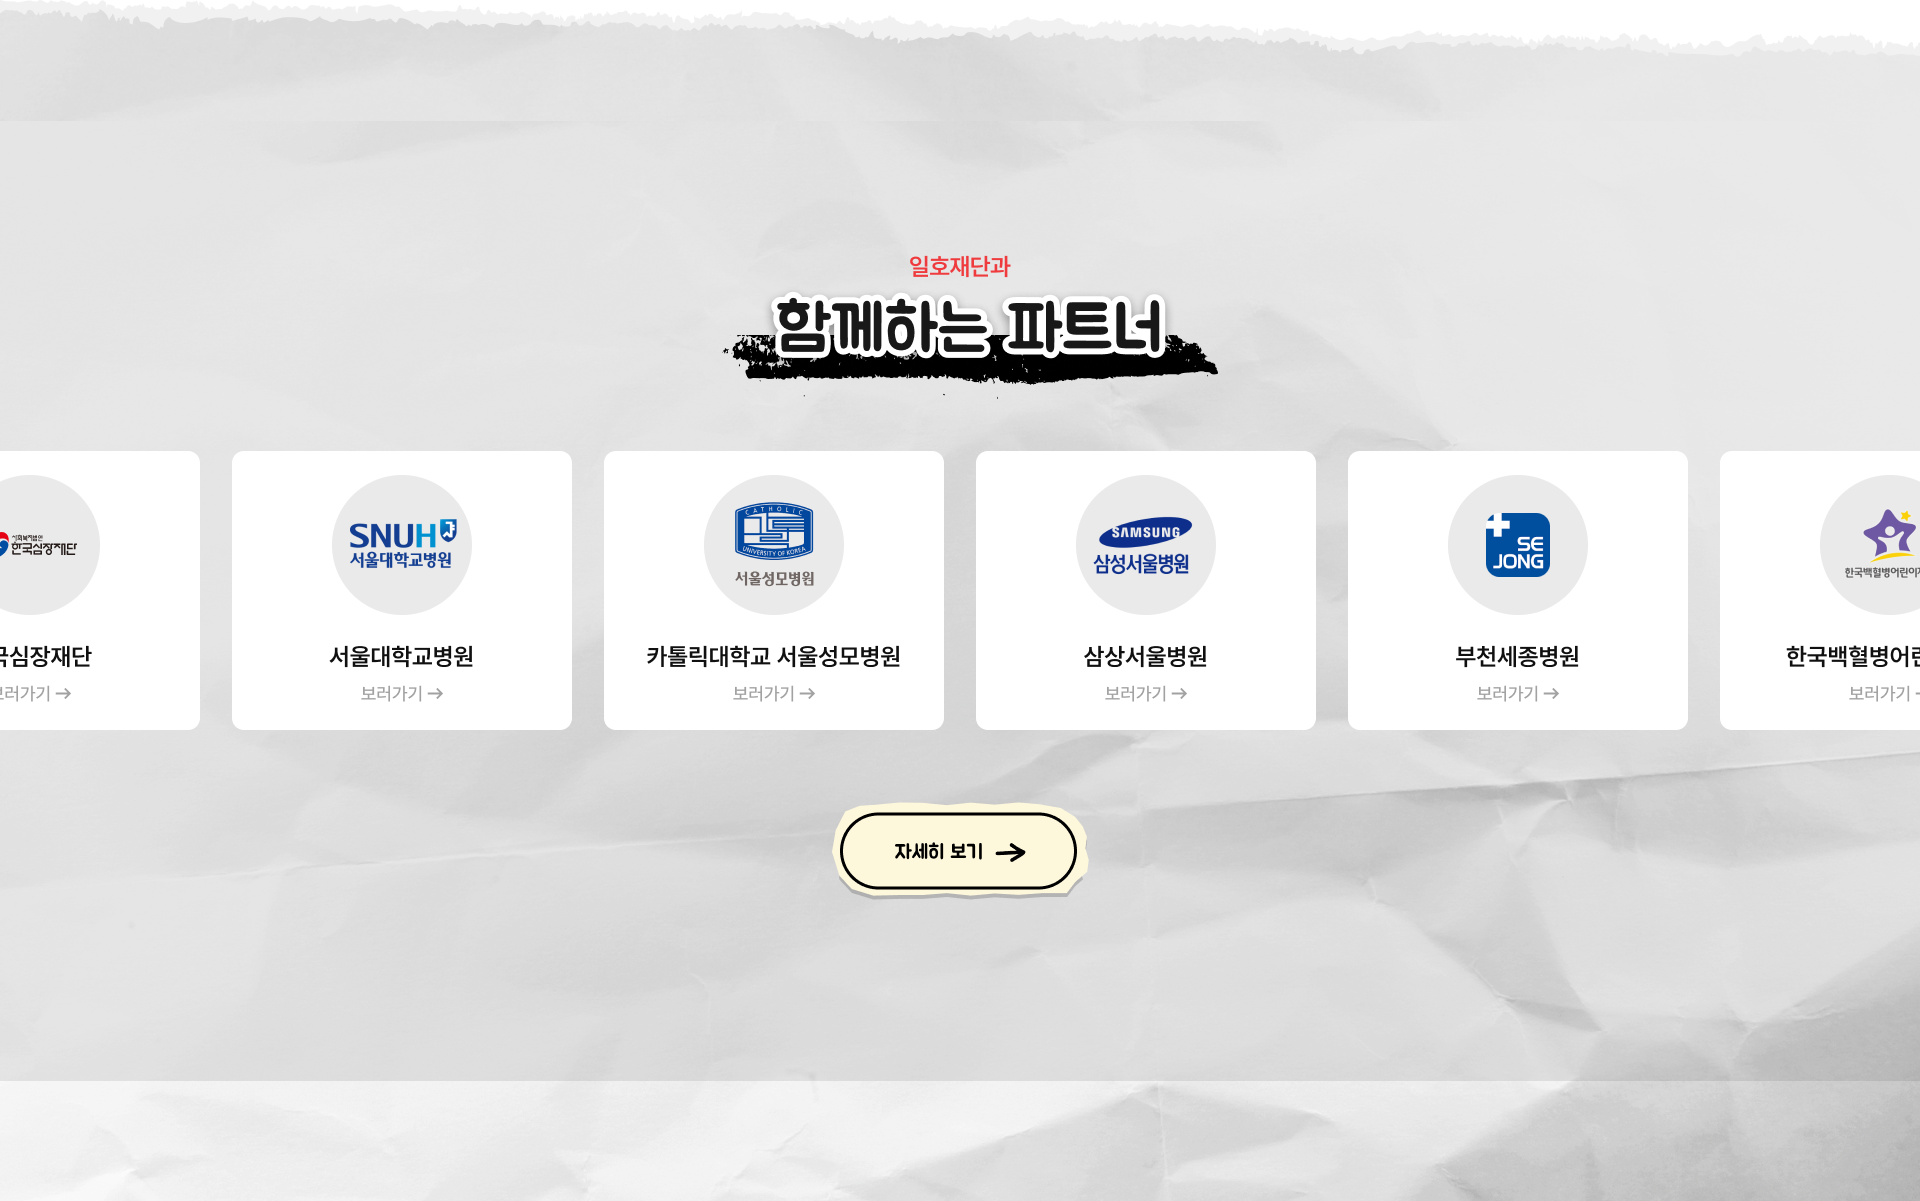 일호재단과
함께하는 파트너
사회복지법인
한국심장재단
국심장재단
보러가기 →
SNUH
서울대학교병원
서울대학교병원
보러가기 →
CATHOLIC
UNIVERSITY OF KOREA
서울성모병원
카톨릭대학교 서울성모병원
보러가기 →
SAMSUNG
삼성서울병원
삼상서울병원
보러가기 →
SE
JONG
부천세종병원
보러가기 →
한국백혈병어린이
한국백혈병어린
보러가기
자세히 보기 →